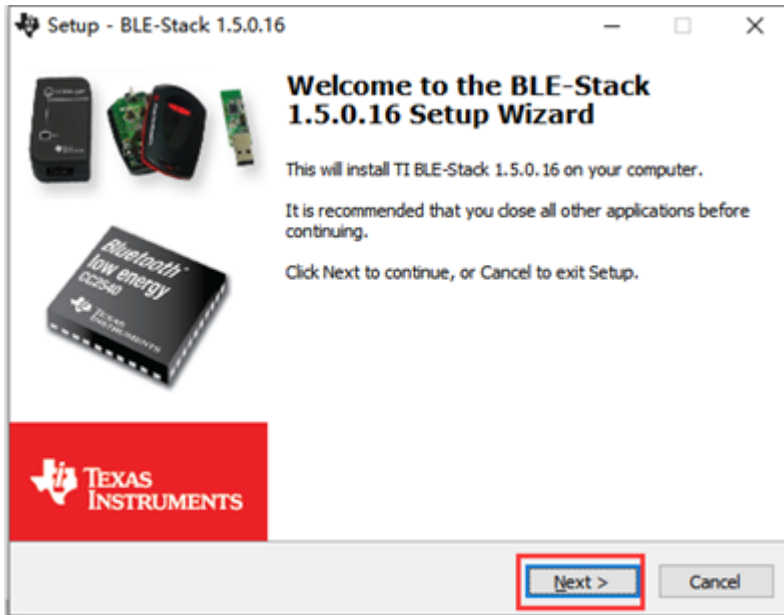 Setup - BLE-Stack 1.5.0.16
Welcome to the BLE-Stack
1.5.0.16 Setup Wizard
This will install TI BLE-Stack 1.5.0.16 on your computer.
It is recommended that you close all other applications before
continuing.
Click Next to continue, or Cancel to exit Setup.
Bluetooth®
low energy
CC2540
TEXAS
INSTRUMENTS
TEXAS
INSTRUMENTS
Next >
Cancel